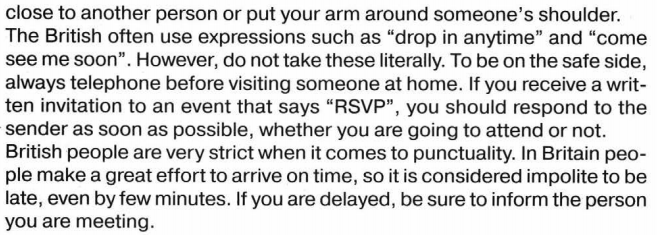 close to another person or put your arm around someone's shoulder.
The British often use expressions such as “drop in anytime” and “come
see me soon”. However, do not take these literally. To be on the safe side,
always telephone before visiting someone at home. If you receive a writ-
ten invitation to an event that says “RSVP”, you should respond to the
sender as soon as possible, whether you are going to attend or not.
British people are very strict when it comes to punctuality. In Britain peo-
ple make a great effort to arrive on time, so it is considered impolite to be
late, even by few minutes. If you are delayed, be sure to inform the person
you are meeting.